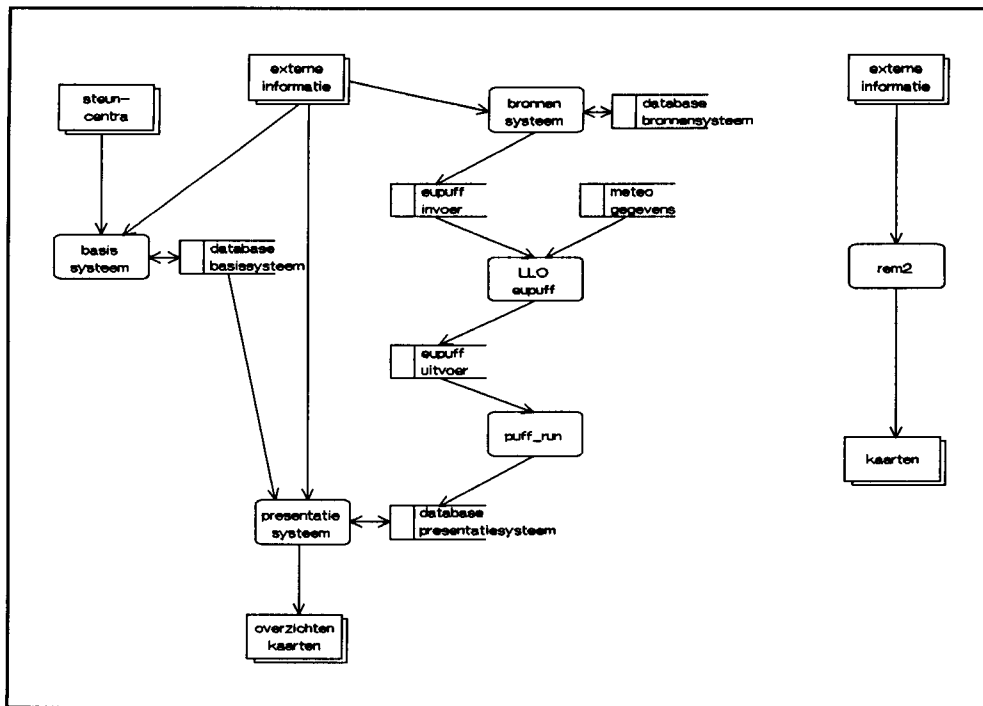 externe
informatie
externe
informatie
steun-
centra
bronnen
systeem
database
bronnensysteem
eupuff
invoer
meteo
gegevens
basis
systeem
database
basissysteem
LLO
eupuff
rem2
eupuff
uitvoer
puff_run
kaarten
presentatie
systeem
database
presentatiesysteem
overzichten
kaarten